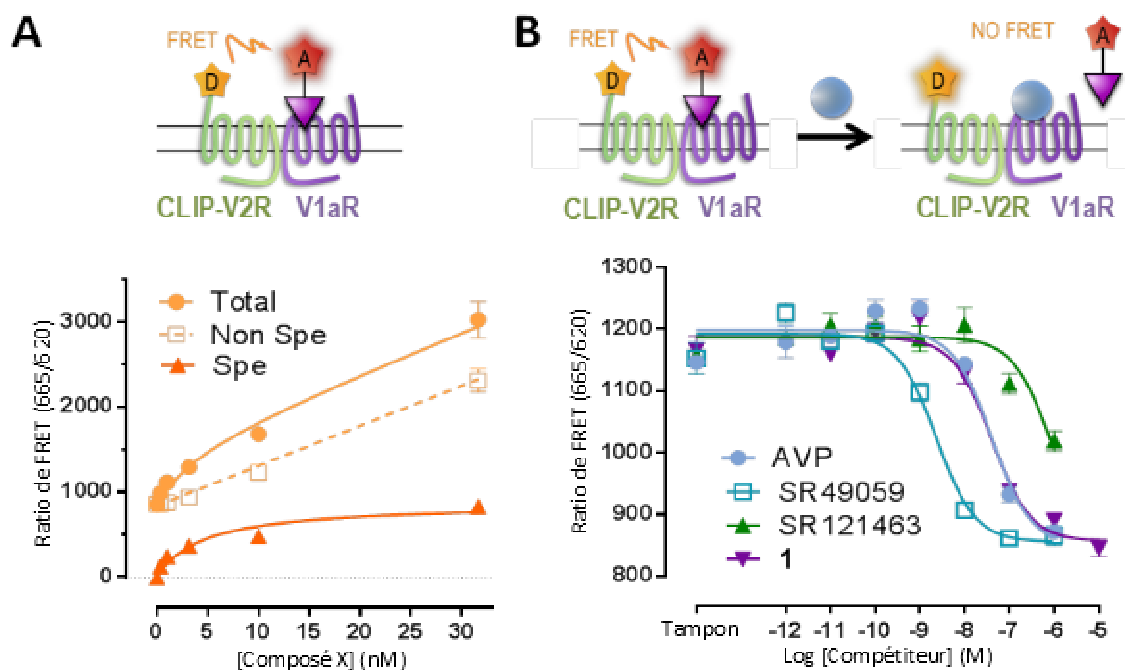 A
FRET
D
A
CLIP-V2R V1aR
Total
Non Spe
Spe
Ratio de FRET (665/620)
3000
2000
1000
0
0 5 10 15 20 25 30
[Composé X] (nM)
B
FRET
D
A
NO FRET
D
A
CLIP-V2R V1aR
CLIP-V2R V1aR
Ratio de FRET (665/620)
1300
1200
1100
1000
900
800
AVP
SR49059
SR121463
1
Tampon -12 -11 -10 -9 -8 -7 -6 -5
Log [Compétiteur] (M)